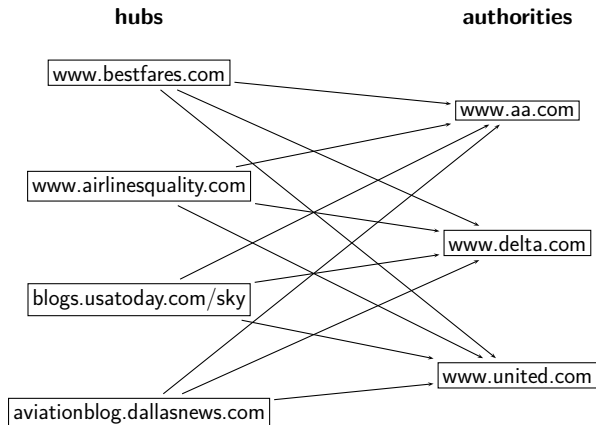 hubs
authorities
www.bestfares.com
www.aa.com
www.airlinesquality.com
www.delta.com
blogs.usatoday.com/sky
www.united.com
aviationblog.dallasnews.com